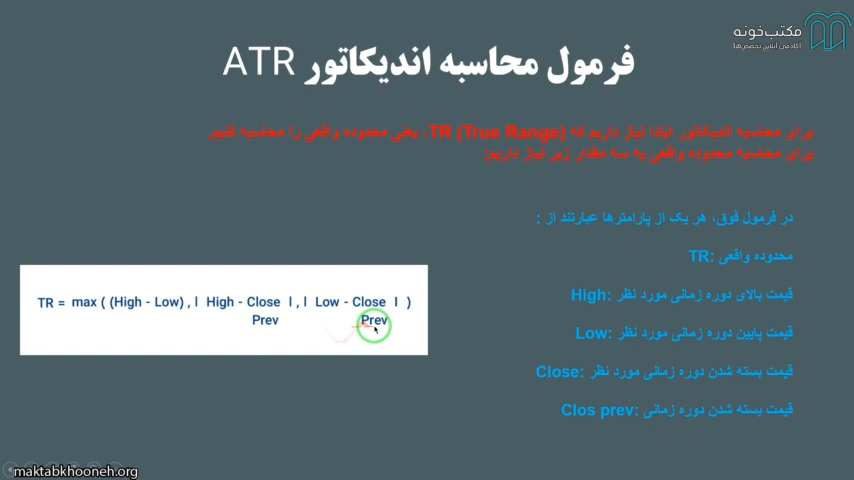 مکتب‌خونه
آکادمی آنلاین تخصص‌ها
فرمول محاسبه اندیکاتور ATR
برای محاسبه اندیکاتور ابتدا نیاز داریم که TR (True Range)، یعنی محدوده واقعی را محاسبه کنیم.
برای محاسبه محدوده واقعی به سه مقدار زیر نیاز داریم:
در فرمول فوق، هر یک از پارامترها عبارتند از :
محدوده واقعی :TR
قیمت بالای دوره زمانی مورد نظر :High
قیمت پایین دوره زمانی مورد نظر :Low
قیمت بسته شدن دوره زمانی مورد نظر :Close
قیمت بسته شدن دوره زمانی :Clos prev
TR = max ( (High - Low) , | High - Close | , | Low - Close | )
Prev Prev
maktabkhooneh.org